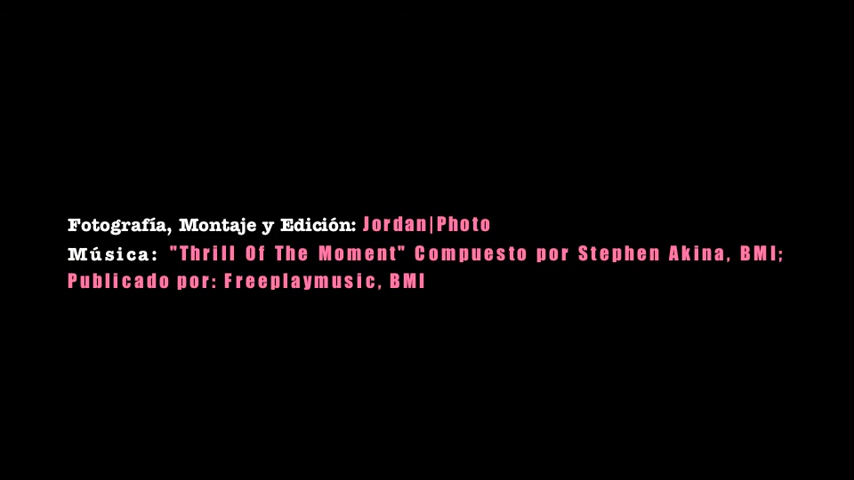 Fotografía, Montaje y Edición: Jordan|Photo
Música: "Thrill Of The Moment" Compuesto por Stephen Akina, BMI;
Publicado por: Freeplaymusic, BMI